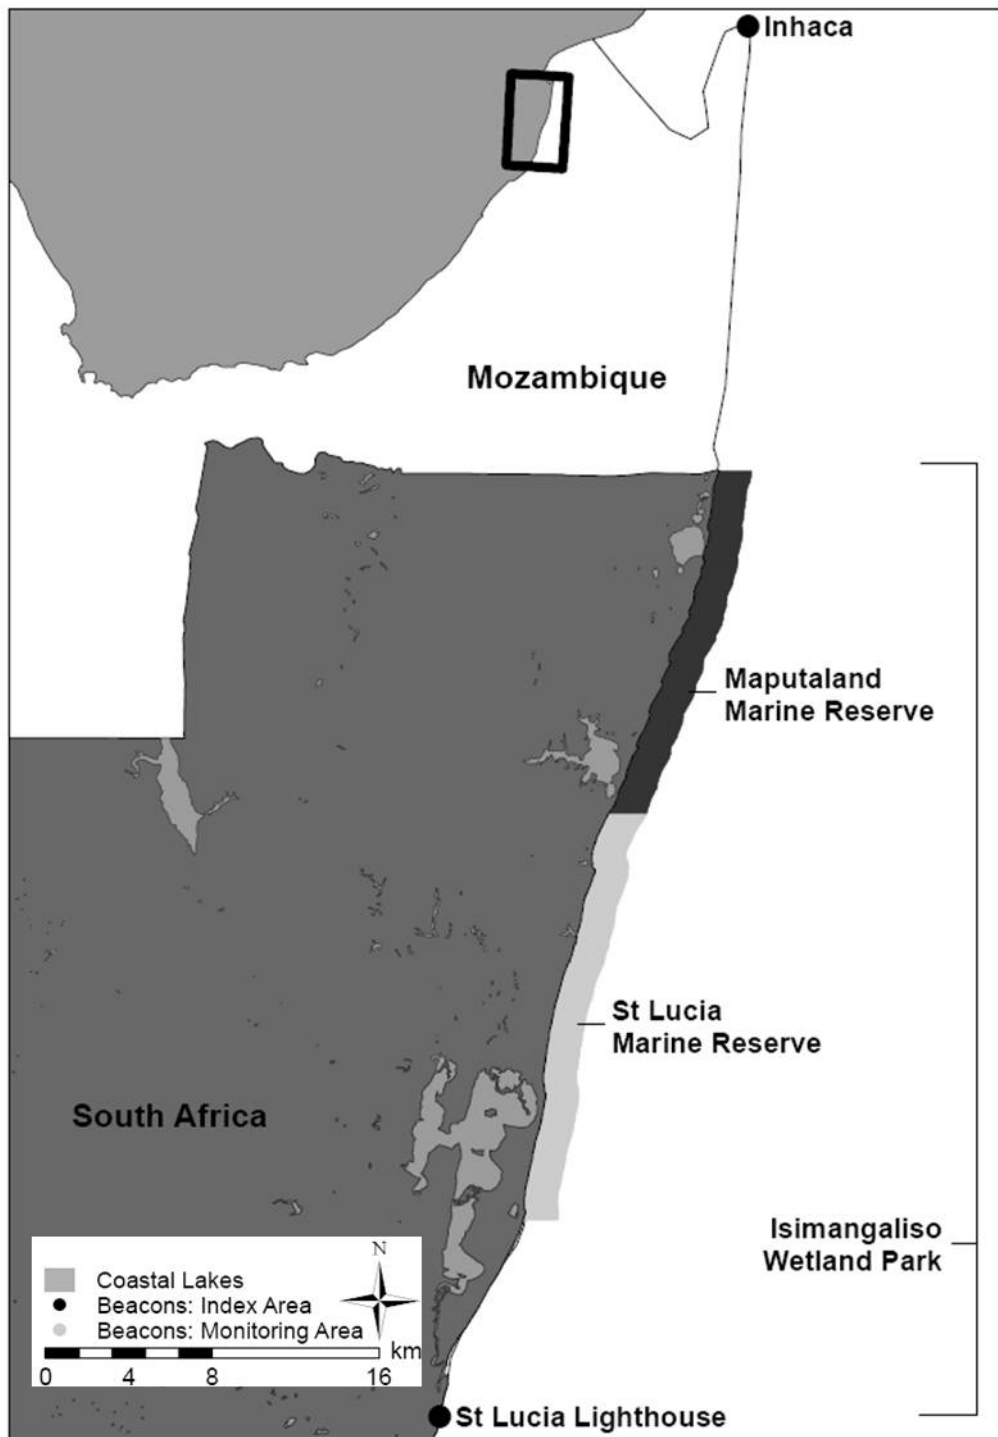 Inhaca
Mozambique
Maputaland
Marine Reserve
St Lucia
Marine Reserve
South Africa
Isimangaliso
Wetland Park
N
Coastal Lakes
Beacons: Index Area
Beacons: Monitoring Area
km
0 4 8 16
St Lucia Lighthouse